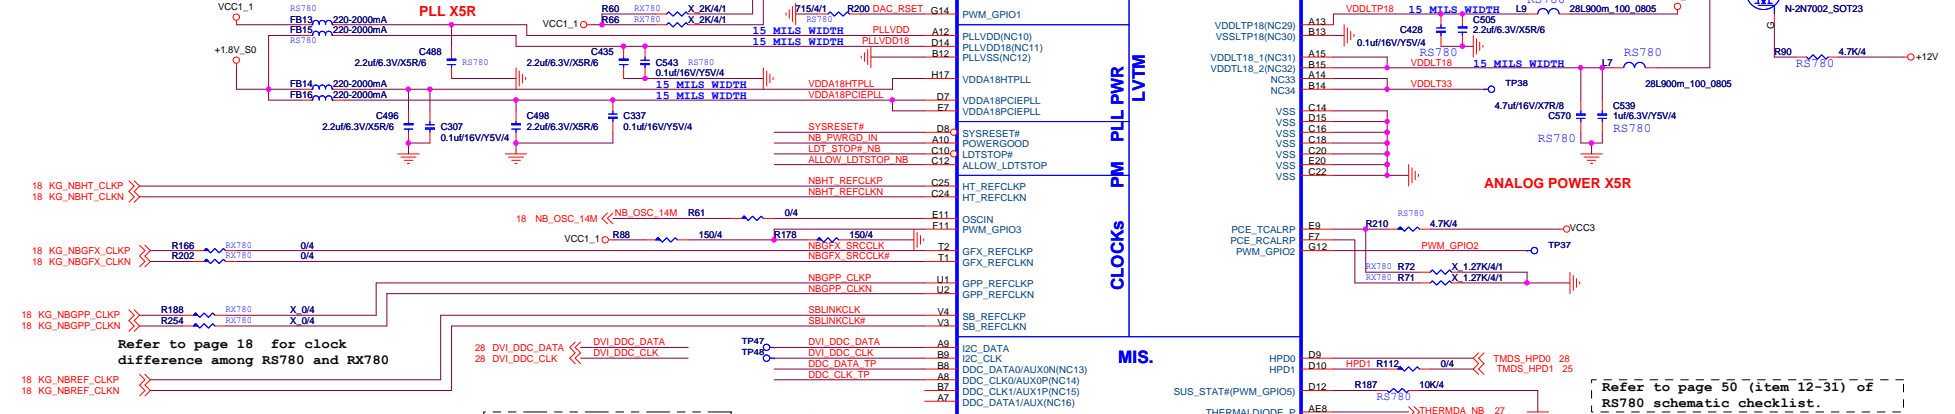 VCC1_1
PLL X5R
FB13 220-2000mA
FB15 220-2000mA
RS780
+1.8V_S0
C488
2.2uf/6.3V/X5R/6
RS780
FB14 220-2000mA
FB16 220-2000mA
C496
2.2uf/6.3V/X5R/6
C307
0.1uf/16V/Y5V/4
C498
2.2uf/6.3V/X5R/6
C337
0.1uf/16V/Y5V/4
R60 RX780 X_2K/4/1
VCC1_1 R66 RX780 X_2K/4/1
C435
2.2uf/6.3V/X5R/6
C543 RS780
0.1uf/16V/Y5V/4
715/4/1 R200 DAC_RSET G14 PWM_GPIO1
RS780
15 MILS WIDTH PLLVDD A12 PLLVDD(NC10)
15 MILS WIDTH PLLVDD18 D14 PLLVDD18(NC11)
B12 PLLVSS(NC12)
15 MILS WIDTH VDDA18HTPLL H17 VDDA18HTPLL
15 MILS WIDTH VDDA18PCIEPLL D7 VDDA18PCIEPLL
E7 VDDA18PCIEPLL
SYSRESET# D8 SYSRESET#
NB_PWRGD_IN A10 POWERGOOD
LDT_STOP#_NB C10 LDTSTOP#
ALLOW_LDTSTOP_NB C12 ALLOW_LDTSTOP
18 KG_NBHT_CLKP NBHT_REFCLKP C25 HT_REFCLKP
18 KG_NBHT_CLKN NBHT_REFCLKN C24 HT_REFCLKN
18 NB_OSC_14M NB_OSC_14M R61 0/4 E11 OSCIN
VCC1_1 R88 150/4 R178 150/4 F11 PWM_GPIO3
18 KG_NBGFX_CLKP R166 RX780 0/4 NBGFX_SRCCLK T2 GFX_REFCLKP
18 KG_NBGFX_CLKN R202 RX780 0/4 NBGFX_SRCCLK# T1 GFX_REFCLKN
NBGPP_CLKP U1 GPP_REFCLKP
NBGPP_CLKN U2 GPP_REFCLKN
18 KG_NBGPP_CLKP R188 RX780 X_0/4 SBLINKCLK V4 SB_REFCLKP
18 KG_NBGPP_CLKN R254 RX780 X_0/4 SBLINKCLK# V3 SB_REFCLKN
Refer to page 18 for clock
difference among RS780 and RX780
18 KG_NBREF_CLKP
18 KG_NBREF_CLKN
28 DVI_DDC_DATA DVI_DDC_DATA TP47 DVI_DDC_DATA A9 I2C_DATA
28 DVI_DDC_CLK DVI_DDC_CLK TP48 DVI_DDC_CLK B9 I2C_CLK
DDC_DATA_TP B8 DDC_DATA0/AUX0N(NC13)
DDC_CLK_TP A8 DDC_CLK0/AUX0P(NC14)
B7 DDC_CLK1/AUX1P(NC15)
A7 DDC_DATA1/AUX(NC16)
PLL PWR
LVTM
PM
CLOCKs
MIS.
VDDLTP18(NC29) A13 VDDLTP18 15 MILS WIDTH L9 28L900m_100_0805
VSSLTP18(NC30) B13
RS780
C428
0.1uf/16V/Y5V/4
RS780
C505
2.2uf/6.3V/X5R/6
RS780
VDDLT18_1(NC31) A15
VDDTL18_2(NC32) B15 VDDLT18 15 MILS WIDTH L7 RS780
28L900m_100_0805
NC33 A14
NC34 B14 VDDLT33 TP38
4.7uf/16V/X7R/8
C570
RS780
C539
1uf/6.3V/Y5V/4
RS780
VSS C14
VSS D15
VSS C16
VSS C18
VSS C20
VSS E20
VSS C22
ANALOG POWER X5R
N-2N7002_SOT23
G
R90 4.7K/4 +12V
RS780
PCE_TCALRP E9 R210 RS780 4.7K/4 VCC3
PCE_RCALRP F7
PWM_GPIO2 G12 PWM_GPIO2 TP37
RX780 R72 X_1.27K/4/1
RX780 R71 X_1.27K/4/1
HPD0 D9 TMDS_HPD0 28
HPD1 D10 HPD1 R112 0/4 TMDS_HPD1 25
SUS_STAT#(PWM_GPIO5) D12 R187 10K/4
RS780
THERMALDIODE_P AE8 THERMDA_NB 27
Refer to page 50 (item 12-31) of
RS780 schematic checklist.